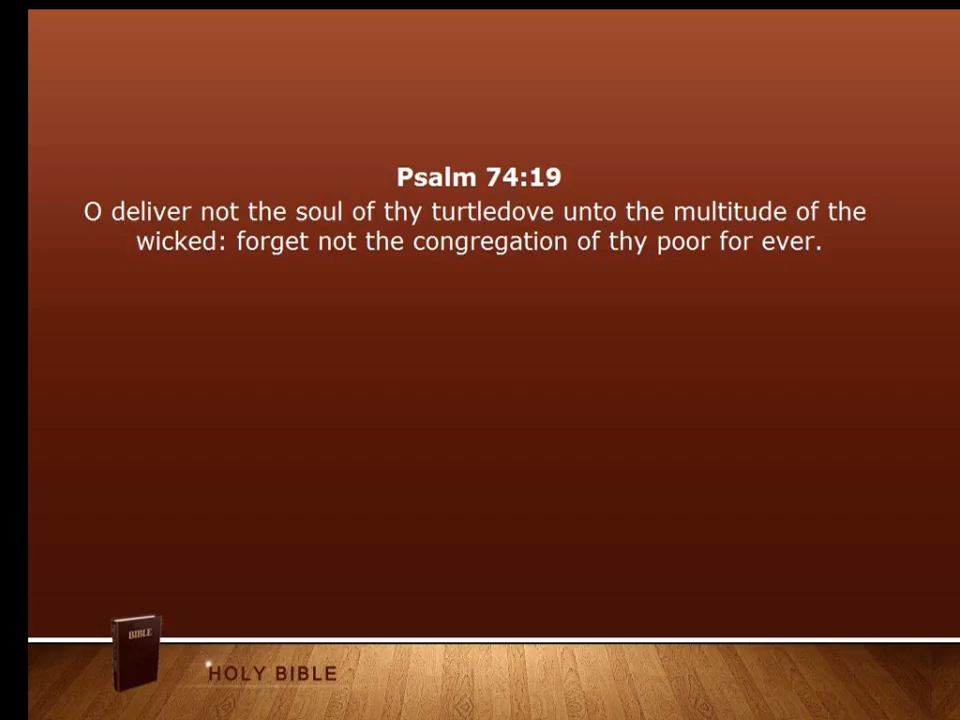 Psalm 74:19
O deliver not the soul of thy turtledove unto the multitude of the
wicked: forget not the congregation of thy poor for ever.
BIBLE
HOLY BIBLE